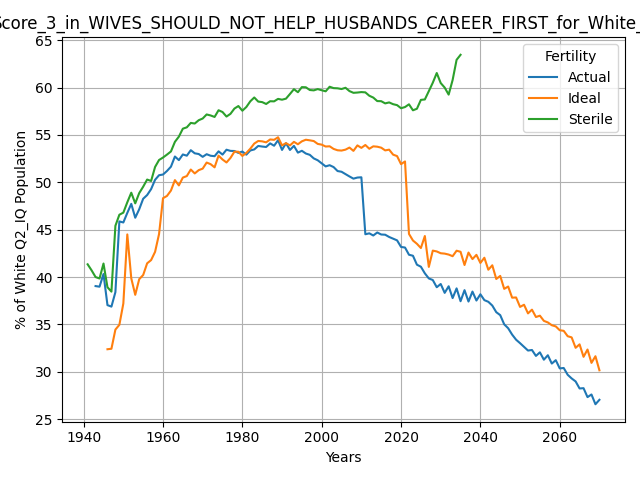 Score_3_in_WIVES_SHOULD_NOT_HELP_HUSBANDS_CAREER_FIRST_for_White_
65
60
55
50
45
40
35
30
25
% of White Q2_IQ Population
Fertility
Actual
Ideal
Sterile
1940 1960 1980 2000 2020 2040 2060
Years